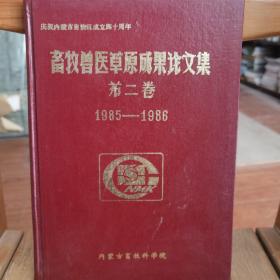 庆祝内蒙古自治区成立四十周年
畜牧兽医草原成果论文集
第二卷
1985—1986
内蒙古畜牧科学院